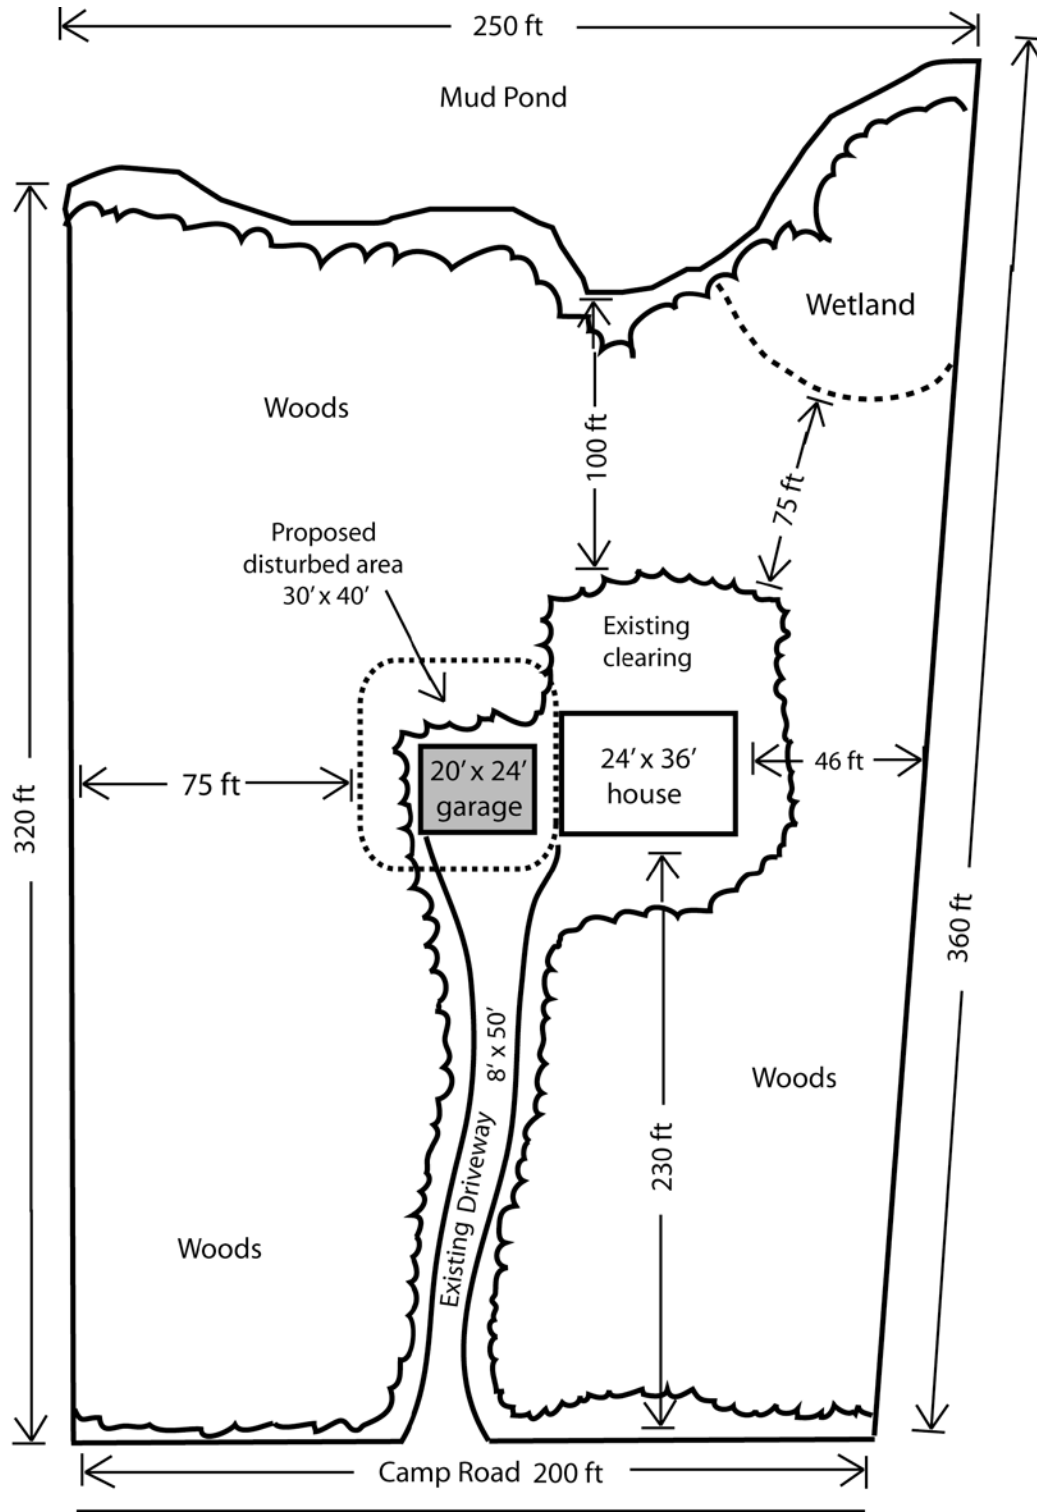 250 ft
Mud Pond
Wetland
Woods
100 ft
75 ft
Proposed
disturbed area
30’ x 40’
Existing
clearing
320 ft
75 ft
20’ x 24’
garage
24’ x 36’
house
46 ft
360 ft
8’ x 50’
Existing Driveway
230 ft
Woods
Woods
Camp Road 200 ft